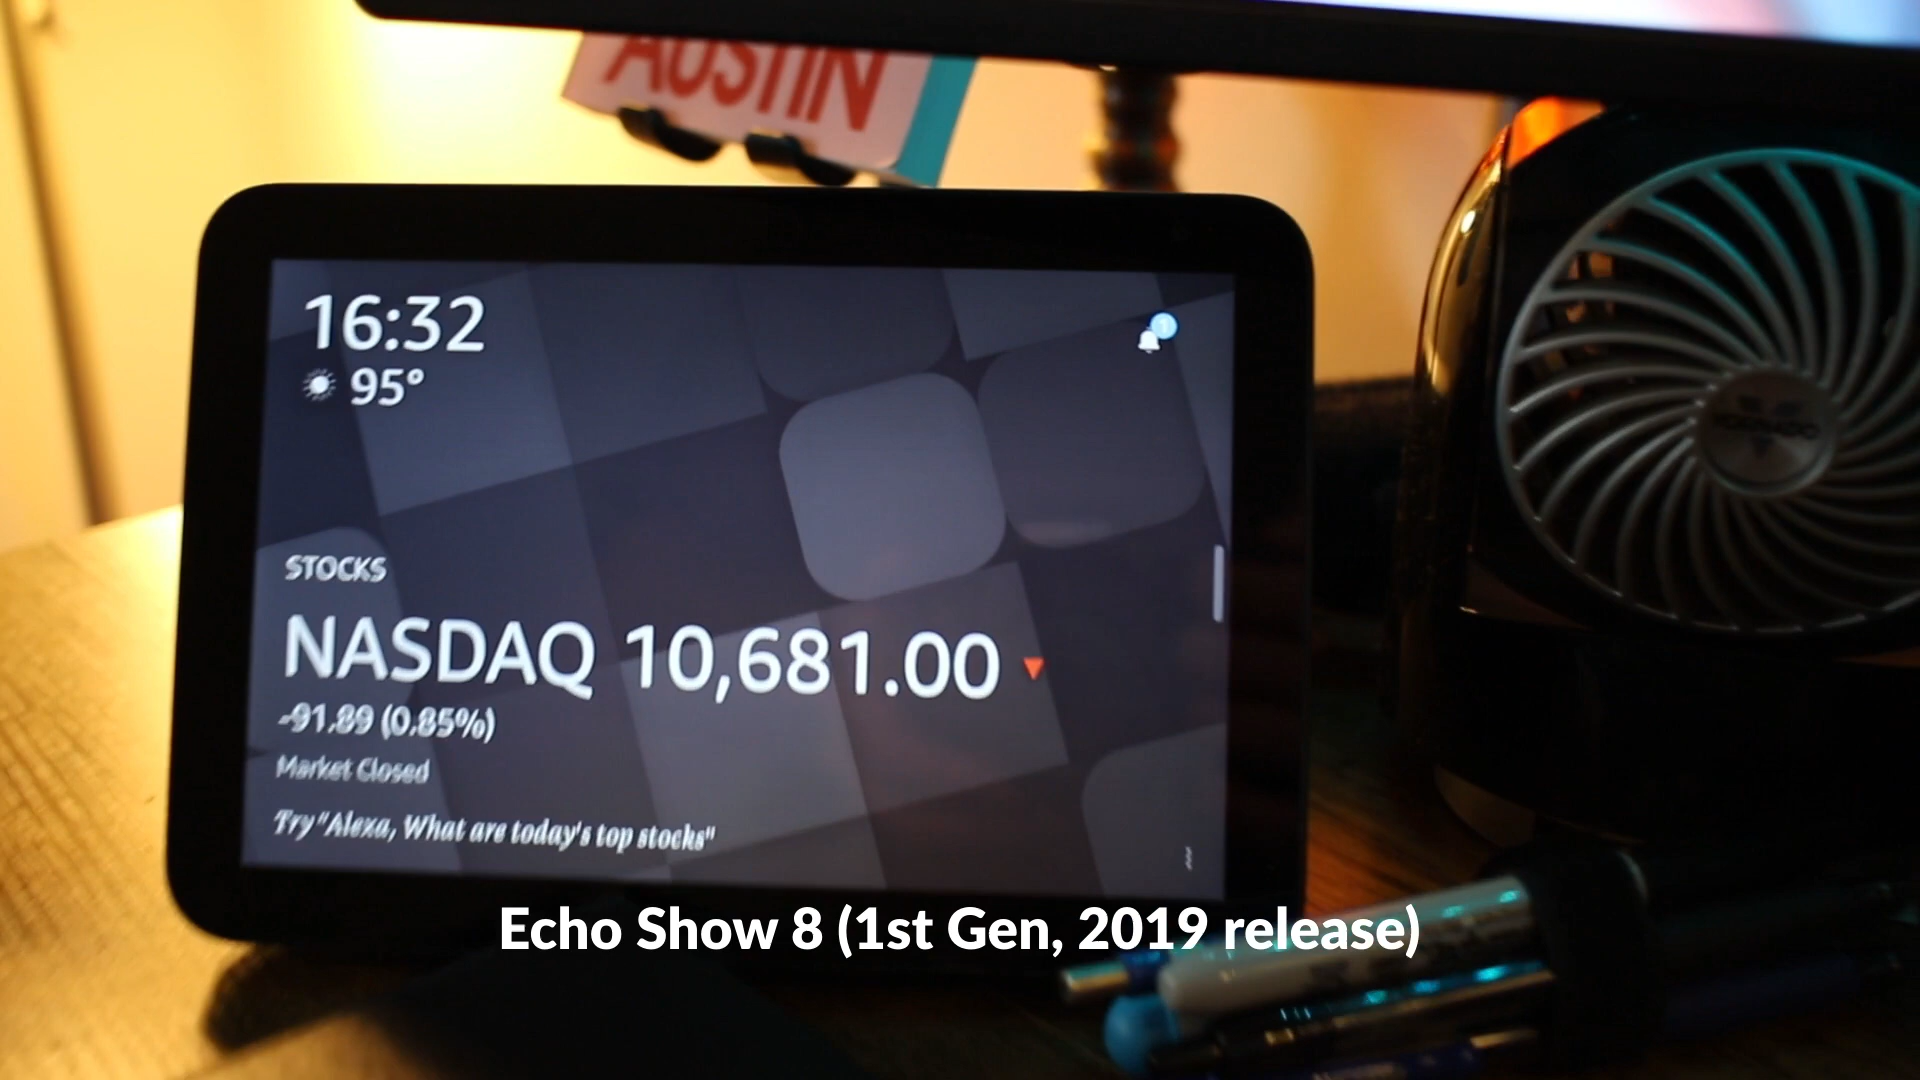 AUSTIN
16:32
1
95°
STOCKS
NASDAQ 10,681.00
-91.89 (0.85%)
Market Closed
Try "Alexa, What are today's top stocks"
Echo Show 8 (1st Gen, 2019 release)